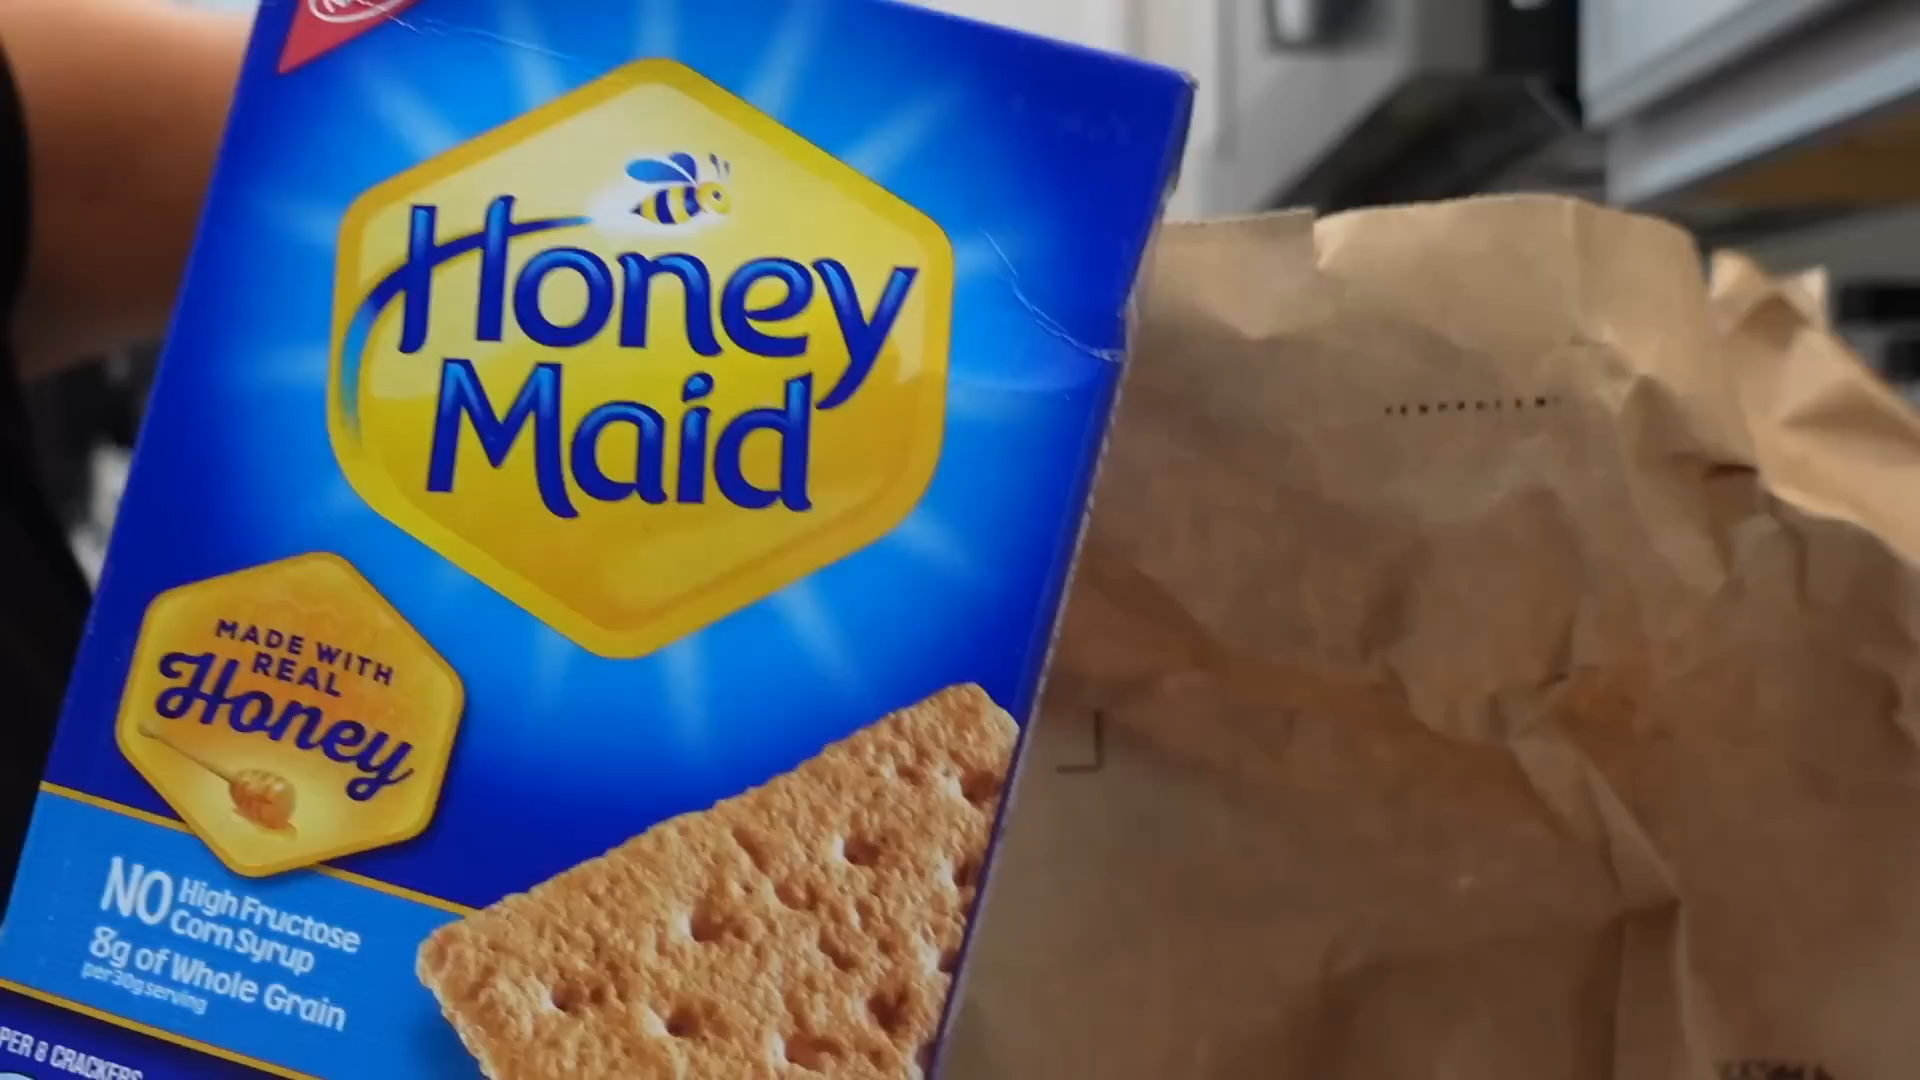 Honey
Maid
MADE WITH
REAL
Honey
NO High Fructose
Corn Syrup
8g of Whole Grain
per 30g serving
PER 8 CRACKERS